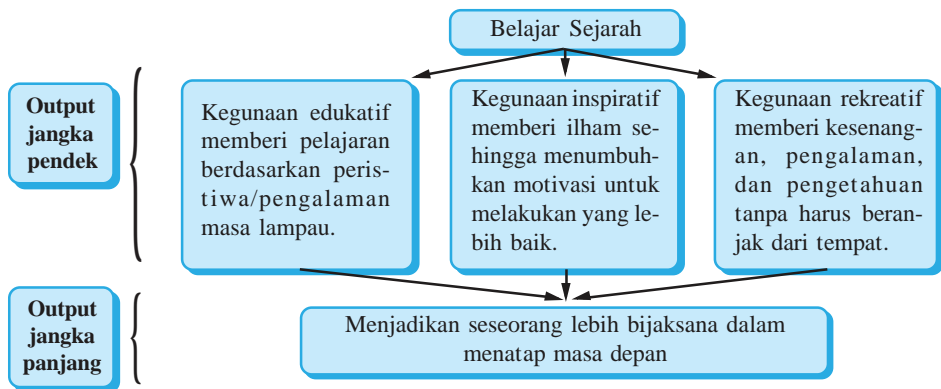 Belajar Sejarah
Output
jangka
pendek
Kegunaan edukatif
memberi pelajaran
berdasarkan peris-
tiwa/pengalaman
masa lampau.
Kegunaan inspiratif
memberi ilham se-
hingga menumbuh-
kan motivasi untuk
melakukan yang le-
bih baik.
Kegunaan rekreatif
memberi kesenang-
an, pengalaman,
dan pengetahuan
tanpa harus beran-
jak dari tempat.
Output
jangka
panjang
Menjadikan seseorang lebih bijaksana dalam
menatap masa depan